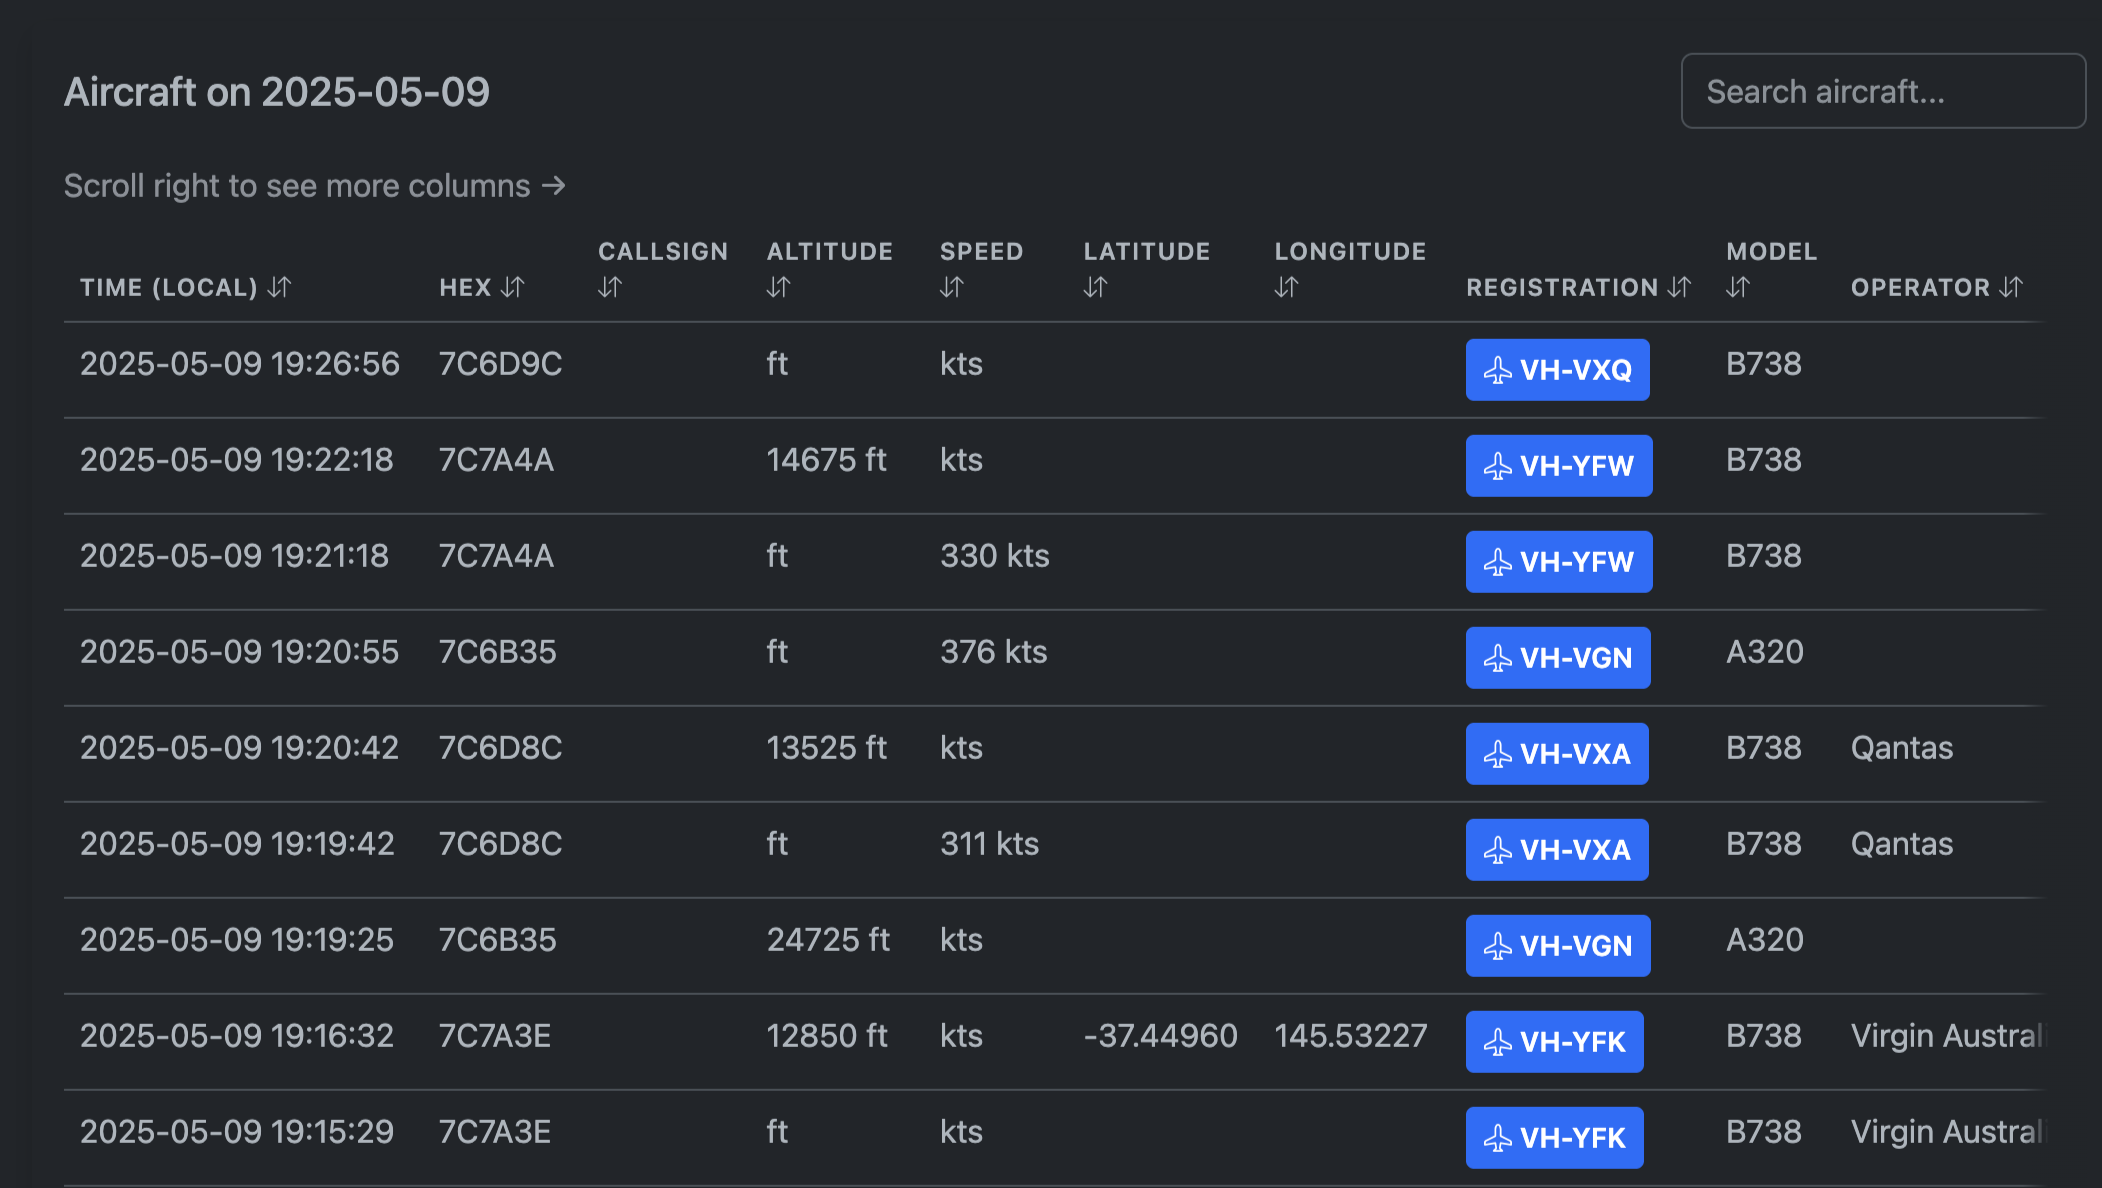 Aircraft on 2025-05-09
Search aircraft...
Scroll right to see more columns →
TIME (LOCAL) HEX CALLSIGN ALTITUDE SPEED LATITUDE LONGITUDE REGISTRATION MODEL OPERATOR
2025-05-09 19:26:56 7C6D9C ft kts VH-VXQ B738
2025-05-09 19:22:18 7C7A4A 14675 ft kts VH-YFW B738
2025-05-09 19:21:18 7C7A4A ft 330 kts VH-YFW B738
2025-05-09 19:20:55 7C6B35 ft 376 kts VH-VGN A320
2025-05-09 19:20:42 7C6D8C 13525 ft kts VH-VXA B738 Qantas
2025-05-09 19:19:42 7C6D8C ft 311 kts VH-VXA B738 Qantas
2025-05-09 19:19:25 7C6B35 24725 ft kts VH-VGN A320
2025-05-09 19:16:32 7C7A3E 12850 ft kts -37.44960 145.53227 VH-YFK B738 Virgin Australi
2025-05-09 19:15:29 7C7A3E ft kts VH-YFK B738 Virgin Australi